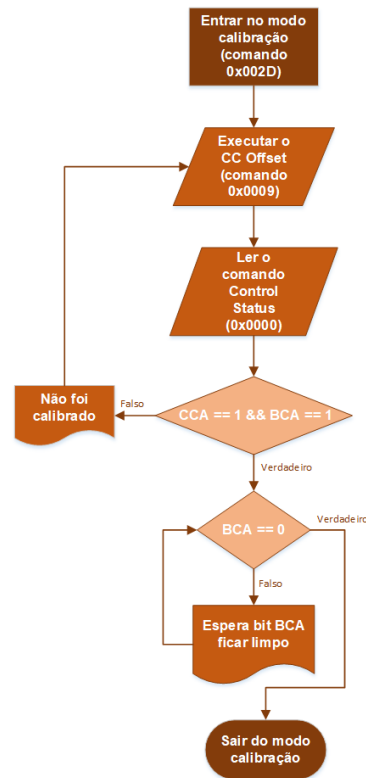 Entrar no modo
calibração
(comando
0x002D)
Executar o
CC Offset
(comando
0x0009)
Ler o
comando
Control
Status
(0x0000)
Não foi
calibrado
Falso
CCA == 1 && BCA == 1
Verdadeiro
BCA == 0
Verdadeiro
Falso
Espera bit BCA
ficar limpo
Sair do modo
calibração